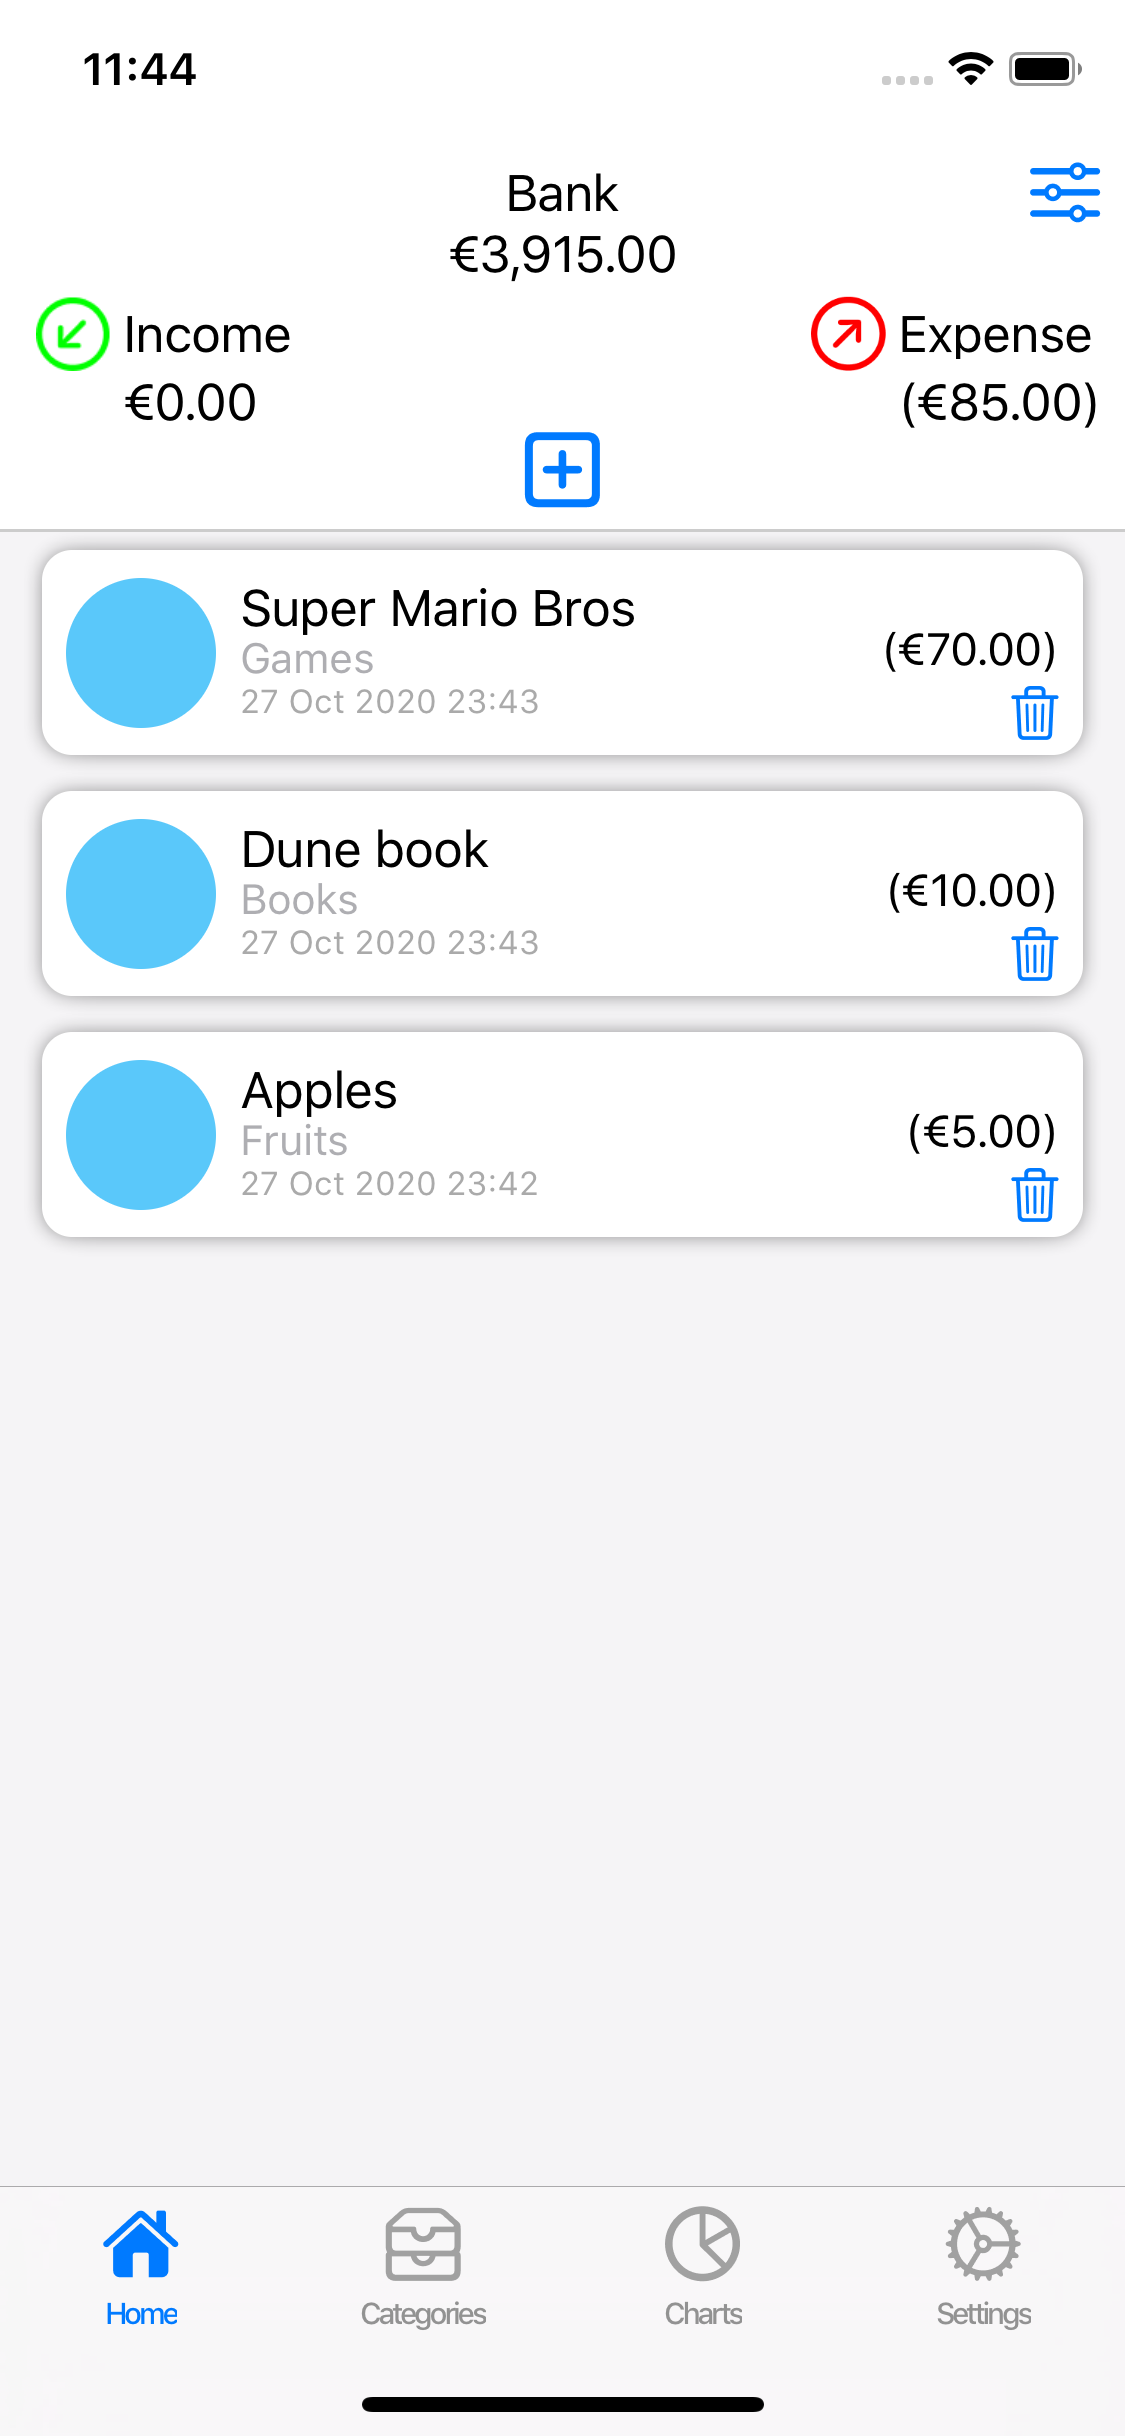 11:44
Bank
€3,915.00
Income
€0.00
Expense
(€85.00)
Super Mario Bros
Games
27 Oct 2020 23:43
(€70.00)
Dune book
Books
27 Oct 2020 23:43
(€10.00)
Apples
Fruits
27 Oct 2020 23:42
(€5.00)
Home
Categories
Charts
Settings